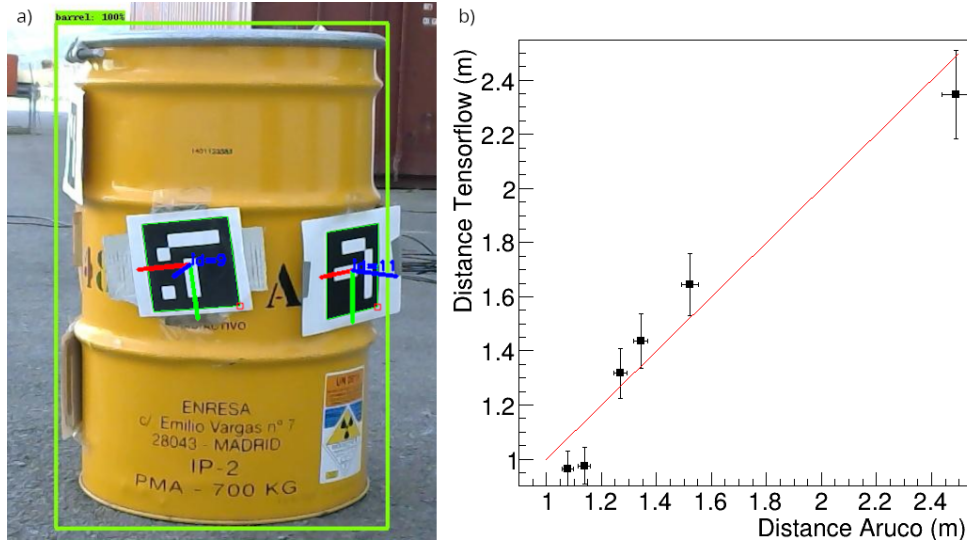 a)
barrel: 100%
id=9
id=11
A
ENRESA
c/ Emilio Vargas nº 7
28043 - MADRID
IP-2
PMA - 700 KG
b)
Distance Tensorflow (m)
2.4
2.2
2
1.8
1.6
1.4
1.2
1
1
1.2
1.4
1.6
1.8
2
2.2
2.4
Distance Aruco (m)